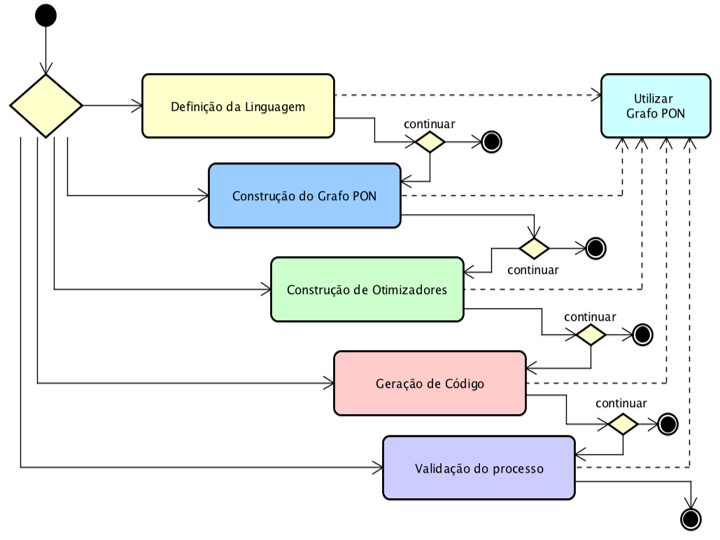 Definição da Linguagem
Utilizar
Grafo PON
continuar
Construção do Grafo PON
continuar
Construção de Otimizadores
continuar
Geração de Código
continuar
Validação do processo